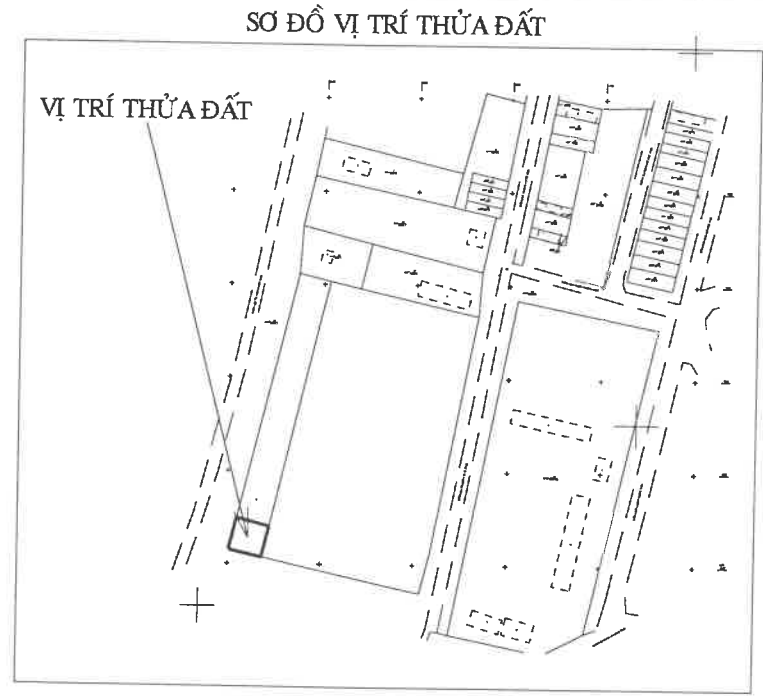 SƠ ĐỒ VỊ TRÍ THỬA ĐẤT
VỊ TRÍ THỬA ĐẤT